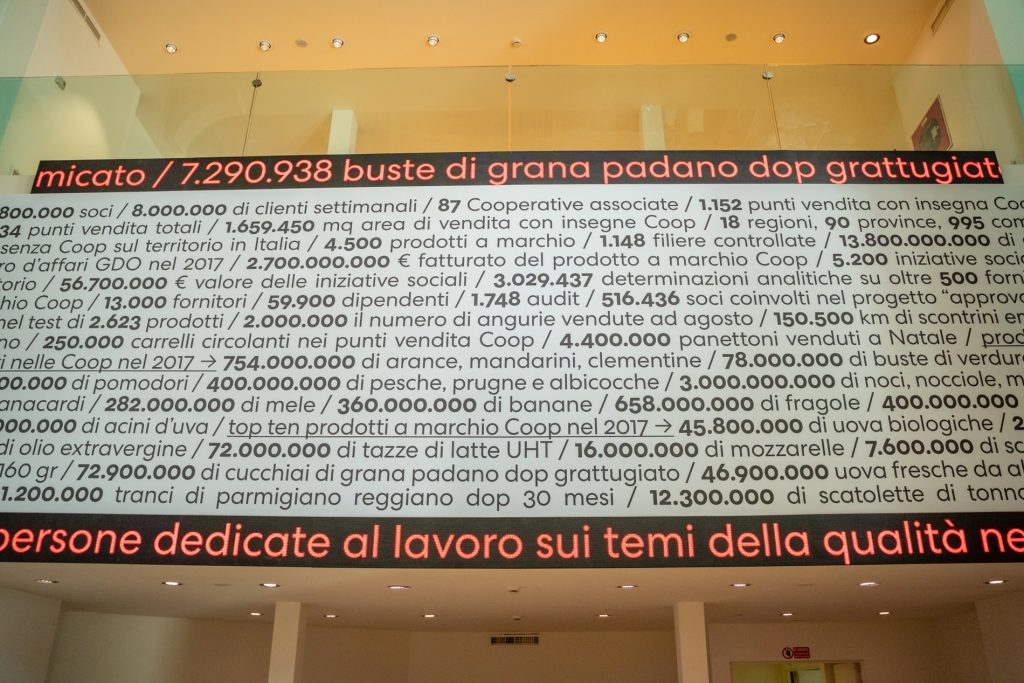 micato / 7.290.938 buste di grana padano dop grattugiat
800.000 soci / 8.000.000 di clienti settimanali / 87 Cooperative associate / 1.152 punti vendita con insegna Coo
34 punti vendita totali / 1.659.450 mq area di vendita con insegne Coop / 18 regioni, 90 province, 995 com
senza Coop sul territorio in Italia / 4.500 prodotti a marchio / 1.148 filiere controllate / 13.800.000.000 di
o d'affari GDO nel 2017 / 2.700.000.000 € fatturato del prodotto a marchio Coop / 5.200 iniziative socia
torio / 56.700.000 € valore delle iniziative sociali / 3.029.437 determinazioni analitiche su oltre 500 forn
hio Coop / 13.000 fornitori / 59.900 dipendenti / 1.748 audit / 516.436 soci coinvolti nel progetto “approva
nel test di 2.623 prodotti / 2.000.000 il numero di angurie vendute ad agosto / 150.500 km di scontrini em
no / 250.000 carrelli circolanti nei punti vendita Coop / 4.400.000 panettoni venduti a Natale / prod
i nelle Coop nel 2017 → 754.000.000 di arance, mandarini, clementine / 78.000.000 di buste di verdure
00.000 di pomodori / 400.000.000 di pesche, prugne e albicocche / 3.000.000.000 di noci, nocciole, m
anacardi / 282.000.000 di mele / 360.000.000 di banane / 658.000.000 di fragole / 400.000.000
000.000 di acini d'uva / top ten prodotti a marchio Coop nel 2017 → 45.800.000 di uova biologiche / 2
di olio extravergine / 72.000.000 di tazze di latte UHT / 16.000.000 di mozzarelle / 7.600.000 di sc
160 gr / 72.900.000 di cucchiai di grana padano dop grattugiato / 46.900.000 uova fresche da al
1.200.000 tranci di parmigiano reggiano dop 30 mesi / 12.300.000 di scatolette di tonno
persone dedicate al lavoro sui temi della qualità ne